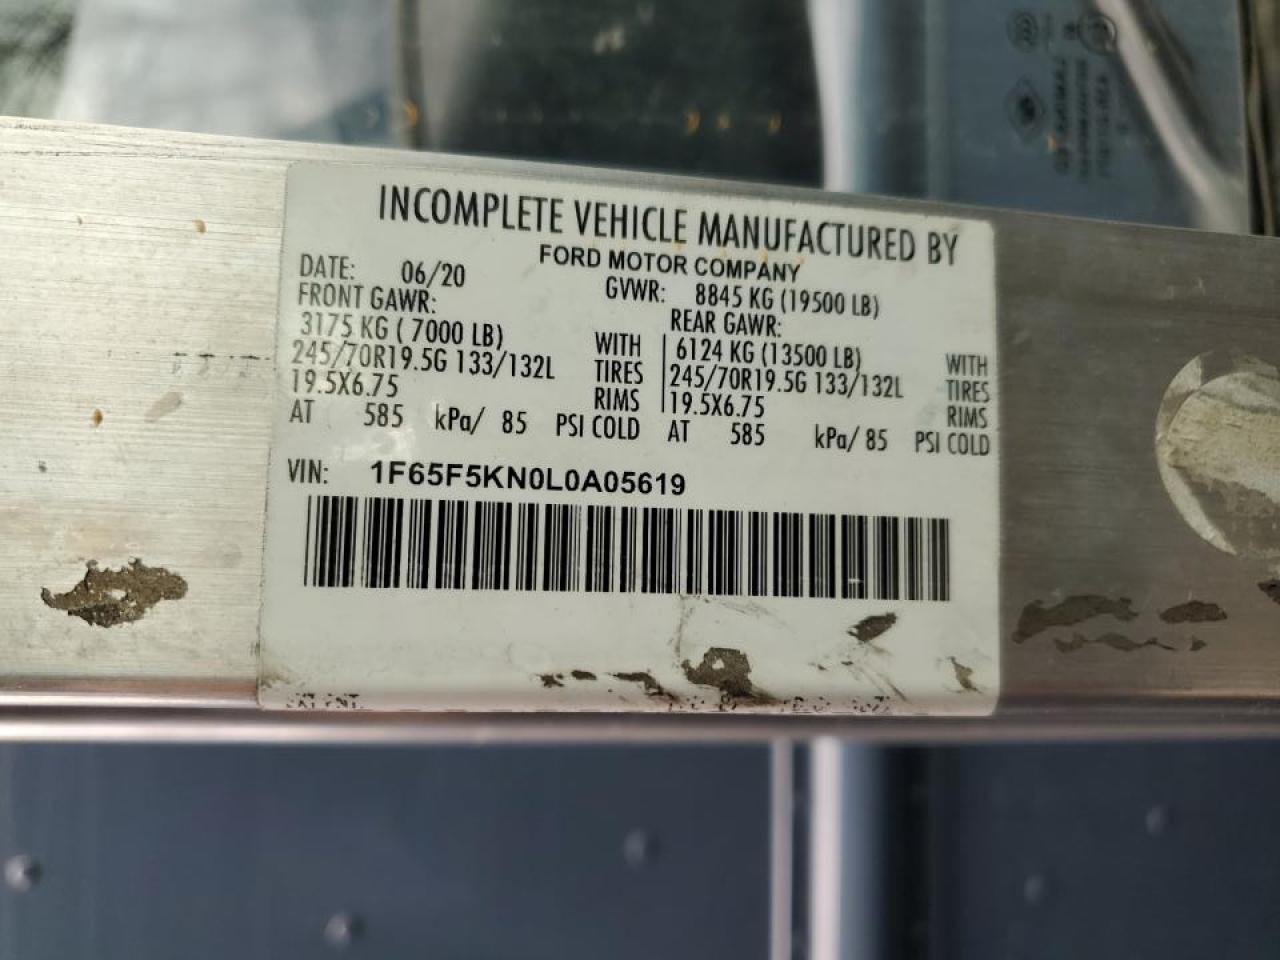 INCOMPLETE VEHICLE MANUFACTURED BY
FORD MOTOR COMPANY
DATE: 06/20
GVWR: 8845 KG (19500 LB)
FRONT GAWR:
3175 KG ( 7000 LB) WITH
245/70R19.5G 133/132L TIRES
19.5X6.75 RIMS
AT 585 kPa/ 85 PSI COLD
REAR GAWR:
6124 KG (13500 LB) WITH
245/70R19.5G 133/132L TIRES
19.5X6.75 RIMS
AT 585 kPa/ 85 PSI COLD
VIN: 1F65F5KN0L0A05619